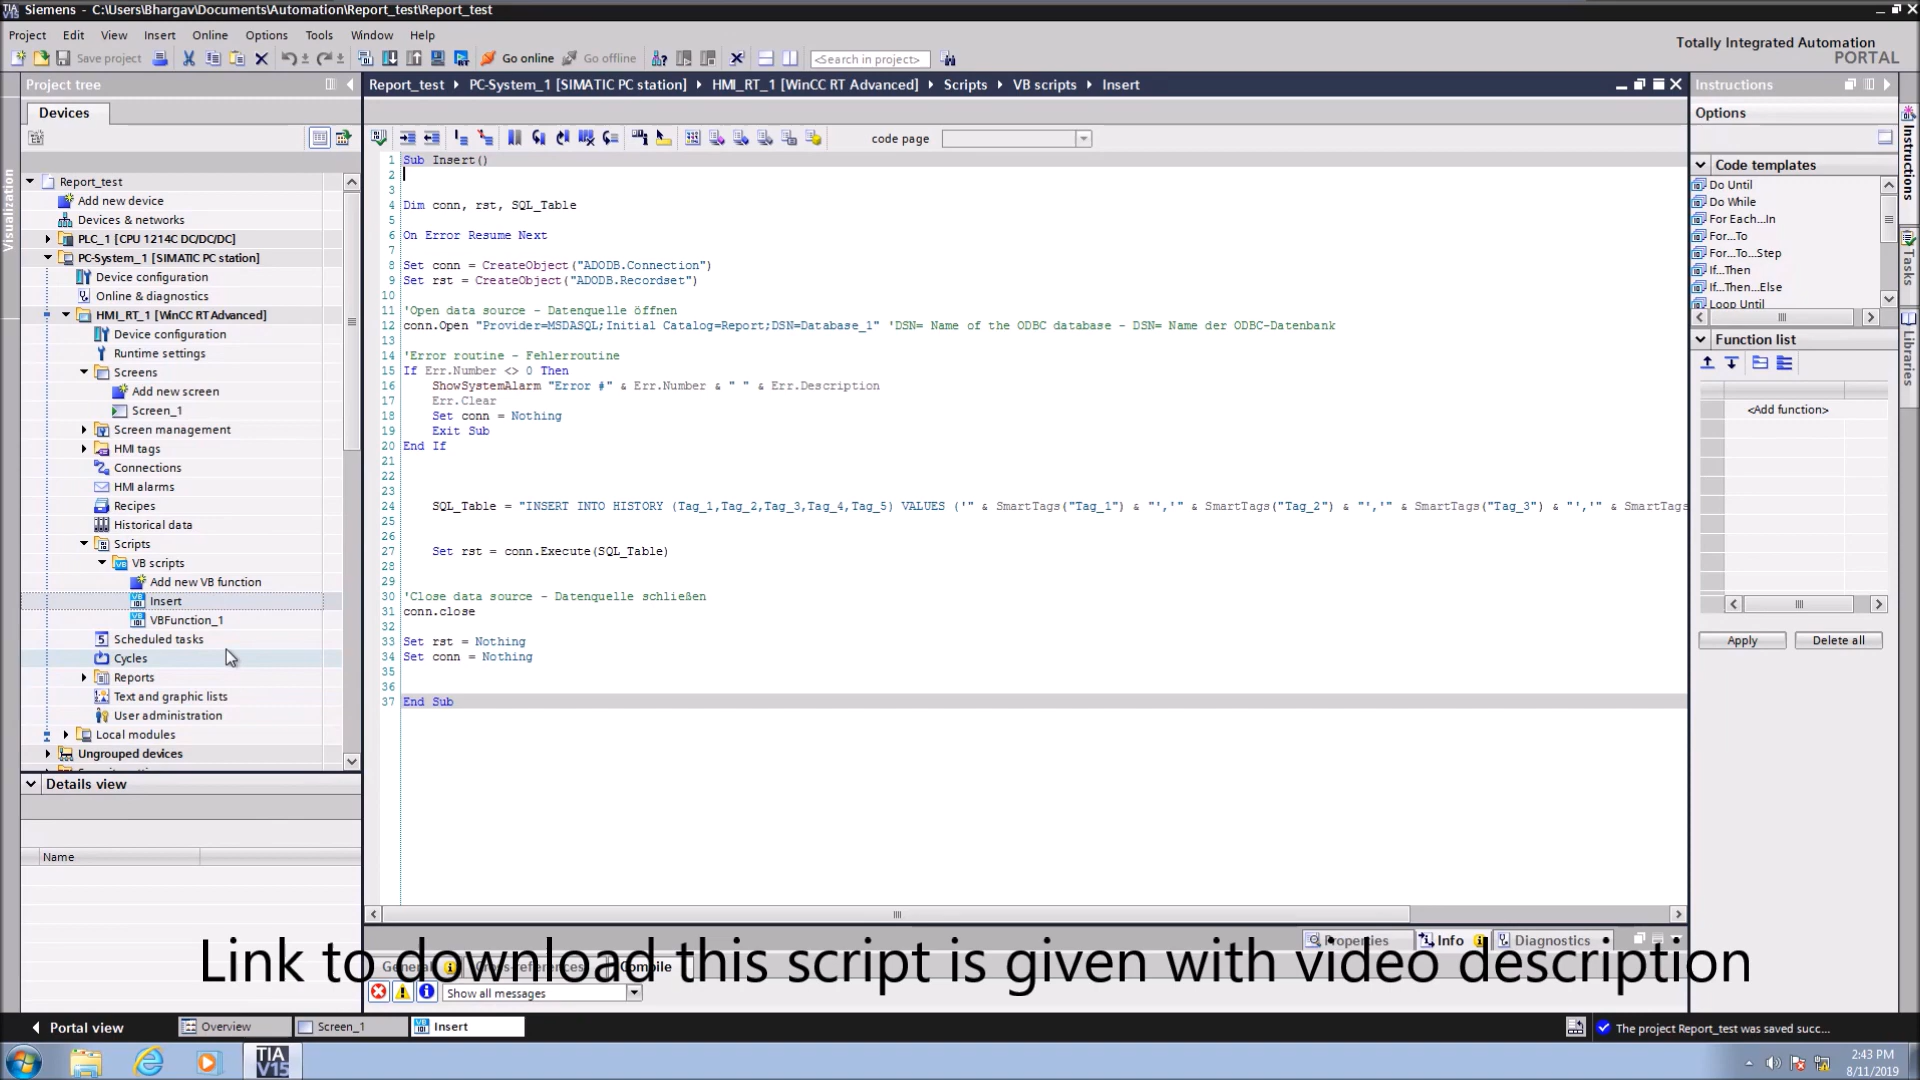 Siemens - C:\Users\Bhargav\Documents\Automation\Report_test\Report_test
Project Edit View Insert Online Options Tools Window Help
Totally Integrated Automation
PORTAL
Save project Go online Go offline <Search in project>
Project tree
Report_test PC-System_1 [SIMATIC PC station] HMI_RT_1 [WinCC RT Advanced] Scripts VB scripts Insert
Instructions
Devices
Options
code page
Visualization
Report_test
Add new device
Devices & networks
PLC_1 [CPU 1214C DC/DC/DC]
PC-System_1 [SIMATIC PC station]
Device configuration
Online & diagnostics
HMI_RT_1 [WinCC RT Advanced]
Device configuration
Runtime settings
Screens
Add new screen
Screen_1
Screen management
HMI tags
Connections
HMI alarms
Recipes
Historical data
Scripts
VB scripts
Add new VB function
Insert
VBFunction_1
Scheduled tasks
Cycles
Reports
Text and graphic lists
User administration
Local modules
Ungrouped devices
Details view
Name
1 Sub Insert()
2
3
4 Dim conn, rst, SQL_Table
5
6 On Error Resume Next
7
8 Set conn = CreateObject("ADODB.Connection")
9 Set rst = CreateObject("ADODB.Recordset")
10
11 'Open data source - Datenquelle öffnen
12 conn.Open "Provider=MSDASQL;Initial Catalog=Report;DSN=Database_1" 'DSN= Name of the ODBC database - DSN= Name der ODBC-Datenbank
13
14 'Error routine - Fehlerroutine
15 If Err.Number <> 0 Then
16 ShowSystemAlarm "Error #" & Err.Number & " " & Err.Description
17 Err.Clear
18 Set conn = Nothing
19 Exit Sub
20 End If
21
22
23
24 SQL_Table = "INSERT INTO HISTORY (Tag_1,Tag_2,Tag_3,Tag_4,Tag_5) VALUES ('" & SmartTags("Tag_1") & "','" & SmartTags("Tag_2") & "','" & SmartTags("Tag_3") & "','" & SmartTags
25
26
27 Set rst = conn.Execute(SQL_Table)
28
29
30 'Close data source - Datenquelle schließen
31 conn.close
32
33 Set rst = Nothing
34 Set conn = Nothing
35
36
37 End Sub
Code templates
Do Until
Do While
For Each...In
For...To
For...To...Step
If...Then
If...Then...Else
Loop Until
Function list
<Add function>
Apply Delete all
Instructions
Tasks
Libraries
Properties Info Diagnostics
General Cross-references Compile
Link to download this script is given with video description
Show all messages
Portal view Overview Screen_1 Insert
The project Report_test was saved succ...
TIA
V15
2:43 PM
8/11/2019